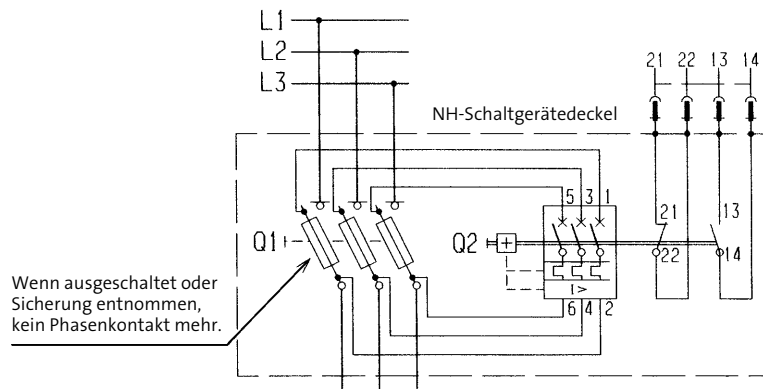 L1
L2
L3
21 22 13 14
NH-Schaltgerätedeckel
5 3 1
21 13
Q1
Q2
22 14
I >
6 4 2
Wenn ausgeschaltet oder
Sicherung entnommen,
kein Phasenkontakt mehr.